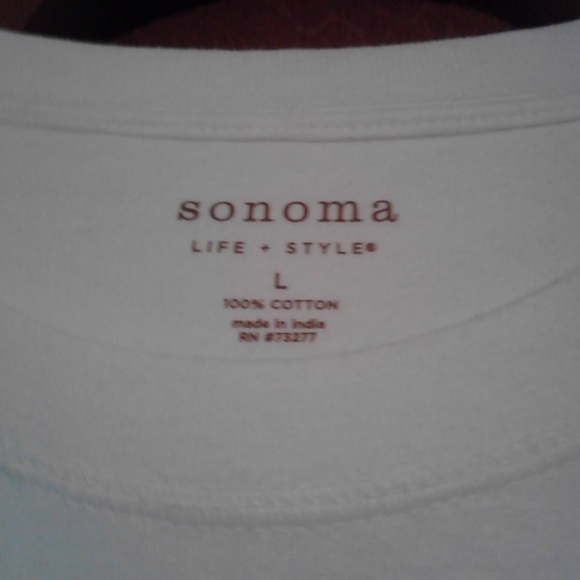 sonoma
LIFE + STYLE®
L
100% COTTON
made in india
RN #73277